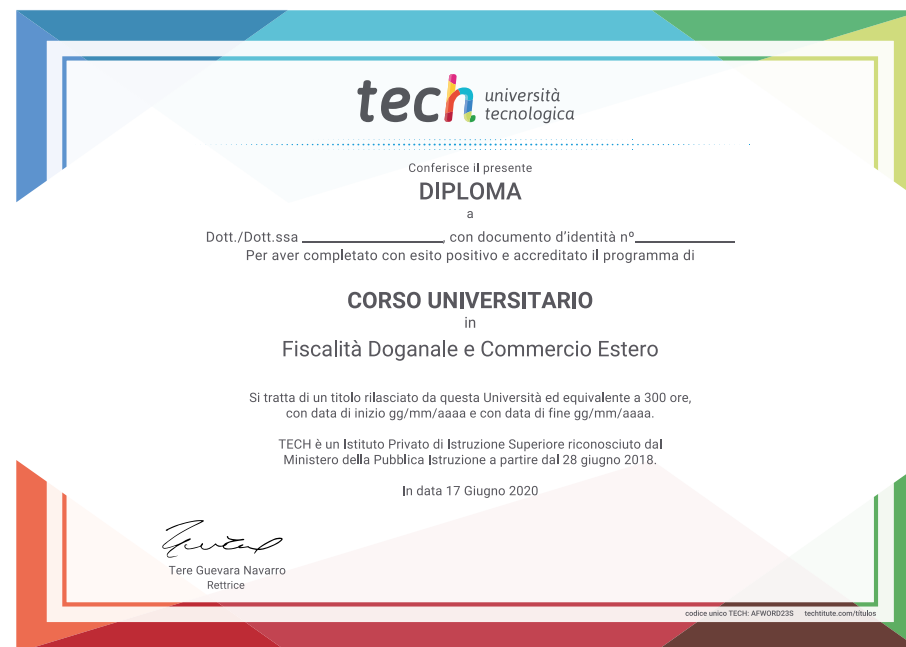 tech università
tecnologica
Conferisce il presente
DIPLOMA
a
Dott./Dott.ssa ____________, con documento d'identità nº____________
Per aver completato con esito positivo e accreditato il programma di
CORSO UNIVERSITARIO
in
Fiscalità Doganale e Commercio Estero
Si tratta di un titolo rilasciato da questa Università ed equivalente a 300 ore,
con data di inizio gg/mm/aaaa e con data di fine gg/mm/aaaa.
TECH è un Istituto Privato di Istruzione Superiore riconosciuto dal
Ministero della Pubblica Istruzione a partire dal 28 giugno 2018.
In data 17 Giugno 2020
Tere Guevara Navarro
Rettrice
codice unico TECH: AFWORD23S techtitute.com/titulos